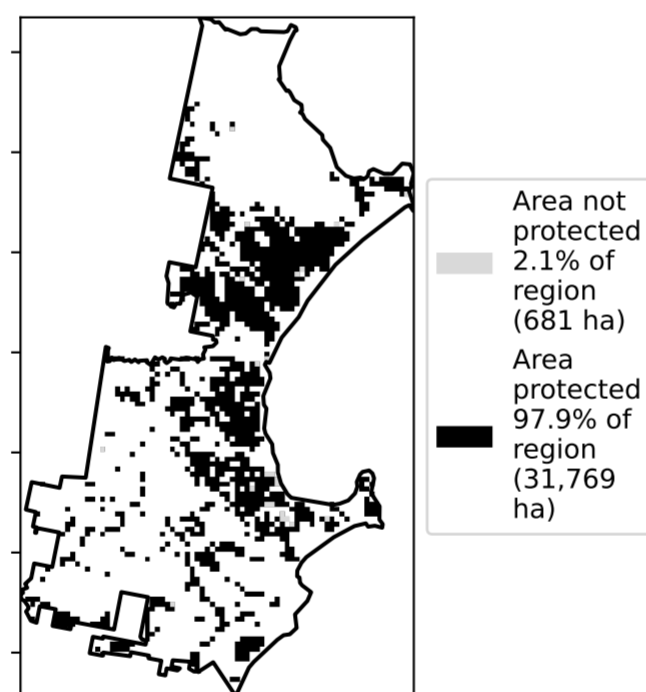 Area not
protected
2.1% of
region
(681 ha)
Area
protected
97.9% of
region
(31,769
ha)